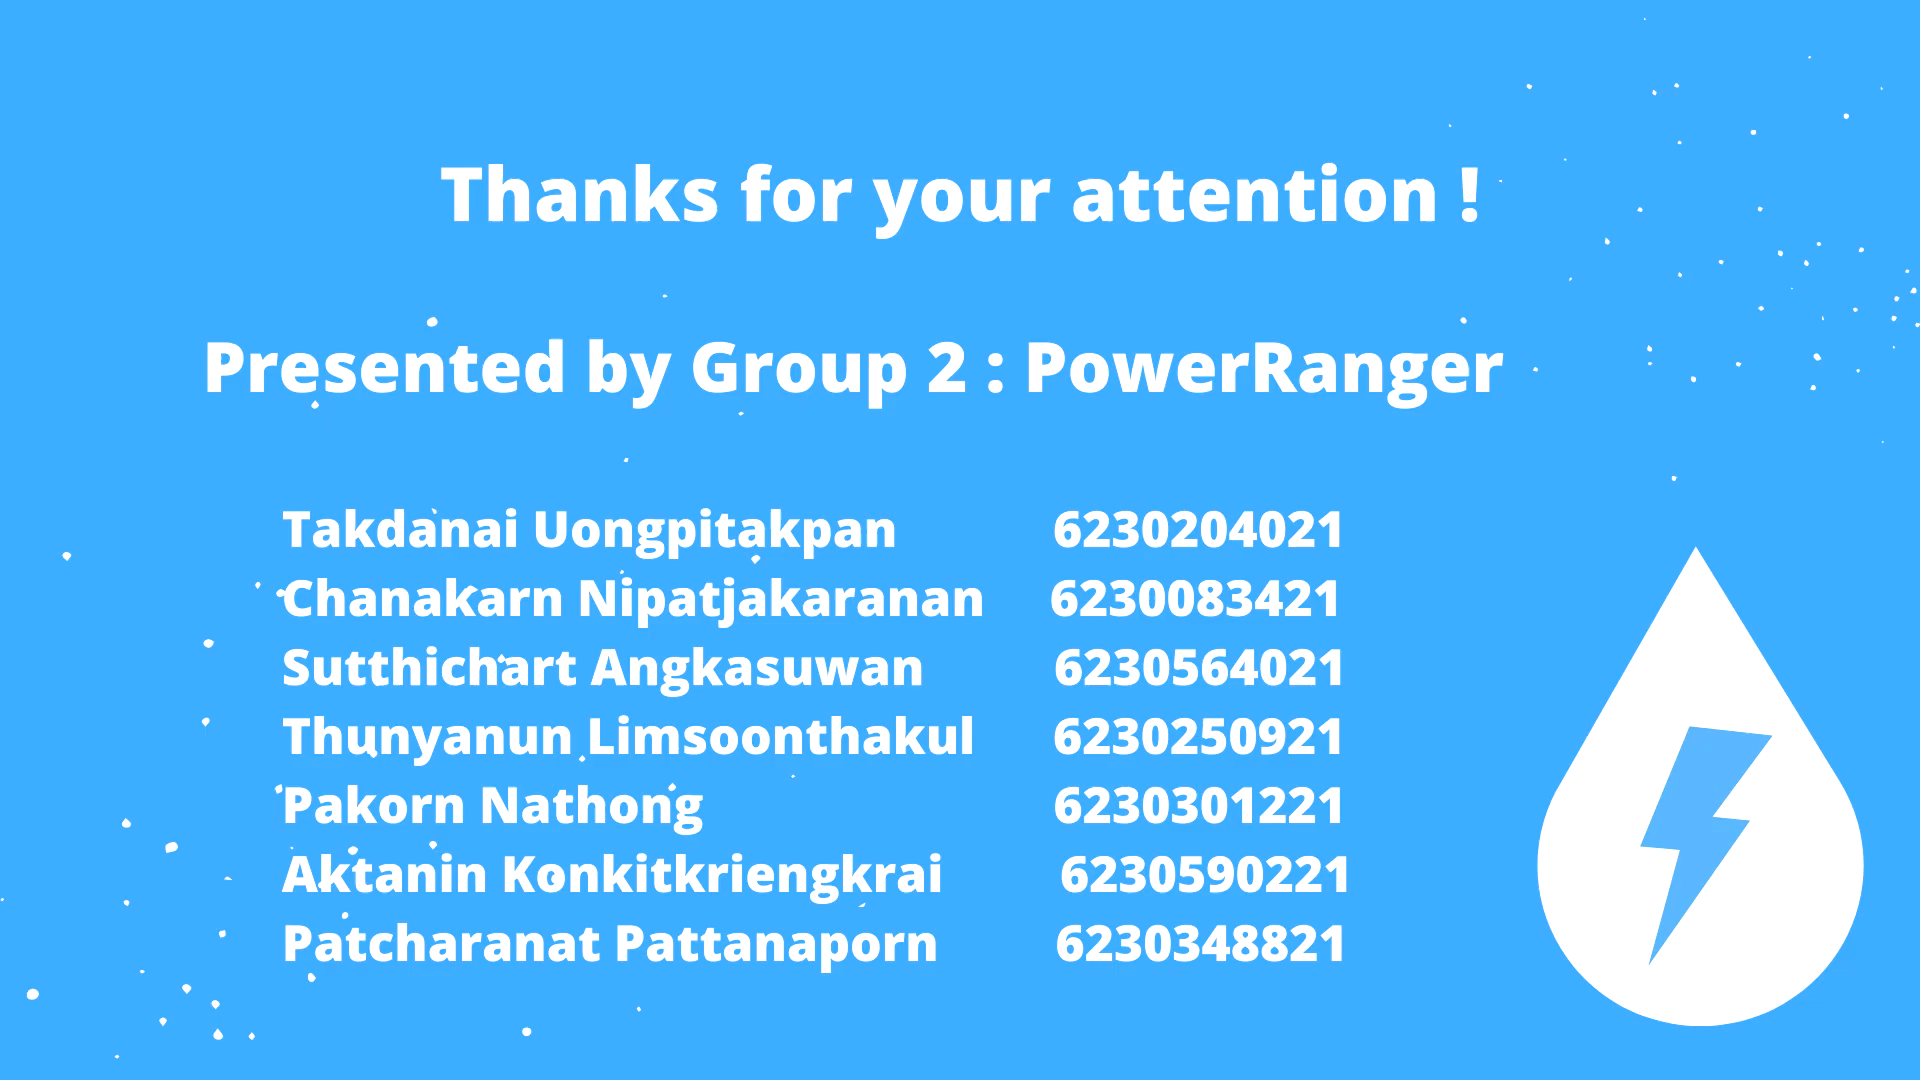 Thanks for your attention !
Presented by Group 2 : PowerRanger
Takdanai Uongpitakpan 6230204021
Chanakarn Nipatjakaranan 6230083421
Sutthichart Angkasuwan 6230564021
Thunyanun Limsoonthakul 6230250921
Pakorn Nathong 6230301221
Aktanin Konkitkriengkrai 6230590221
Patcharanat Pattanaporn 6230348821